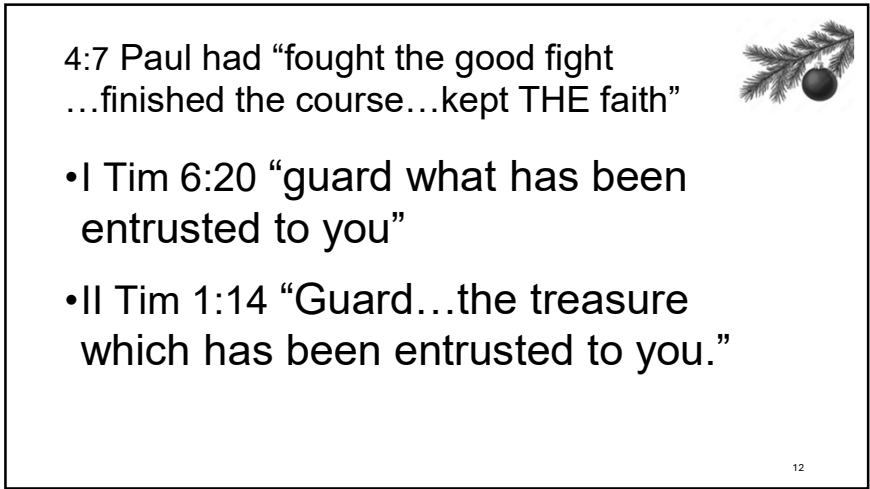 4:7 Paul had “fought the good fight
…finished the course…kept THE faith”
•I Tim 6:20 “guard what has been
entrusted to you”
•II Tim 1:14 “Guard…the treasure
which has been entrusted to you.”
12